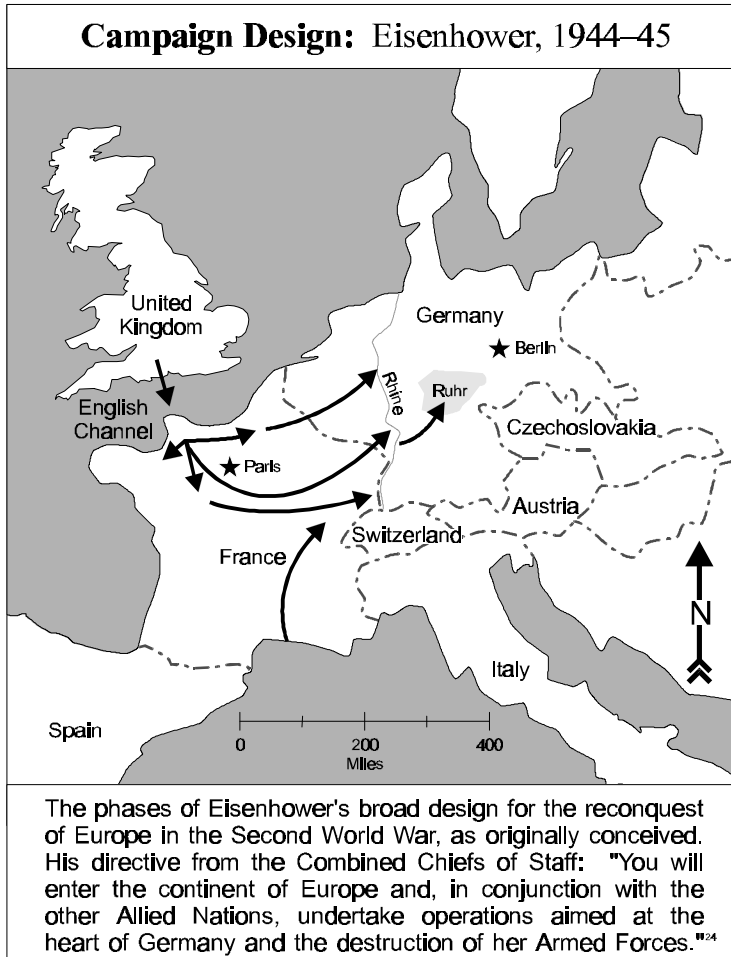 Campaign Design: Eisenhower, 1944–45
United
Kingdom
Germany
Berlin
Rhine
Ruhr
English
Channel
Czechoslovakia
Paris
Austria
Switzerland
France
N
Italy
Spain
0 200 400
Miles
The phases of Eisenhower's broad design for the reconquest
of Europe in the Second World War, as originally conceived.
His directive from the Combined Chiefs of Staff: "You will
enter the continent of Europe and, in conjunction with the
other Allied Nations, undertake operations aimed at the
heart of Germany and the destruction of her Armed Forces."24